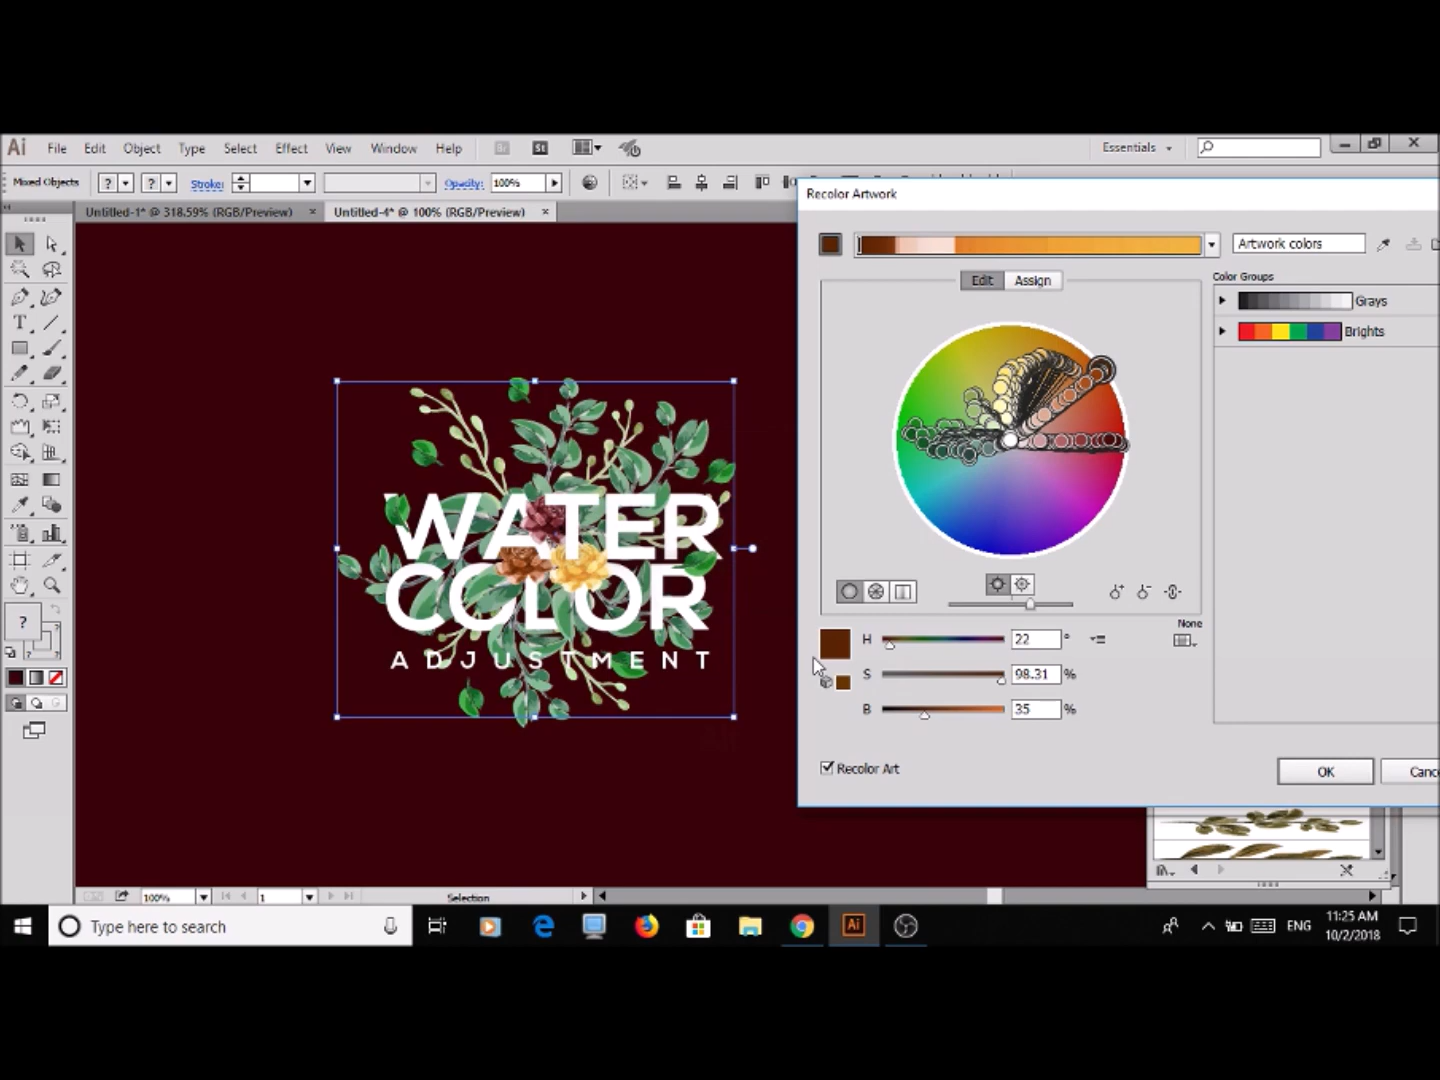 Ai File Edit Object Type Select Effect View Window Help Br St Essentials
Mixed Objects ? ? Stroke: Opacity: 100%
Untitled-1* @ 318.59% (RGB/Preview) × Untitled-4* @ 100% (RGB/Preview) ×
Recolor Artwork
Artwork colors
Edit Assign
Color Groups
Grays
Brights
WATER
COLOR
ADJUSTMENT
T
?
None
H 22 °
S 98.31 %
B 35 %
Recolor Art
OK
100% 1 Selection
Type here to search
Ai
ENG
11:25 AM
10/2/2018